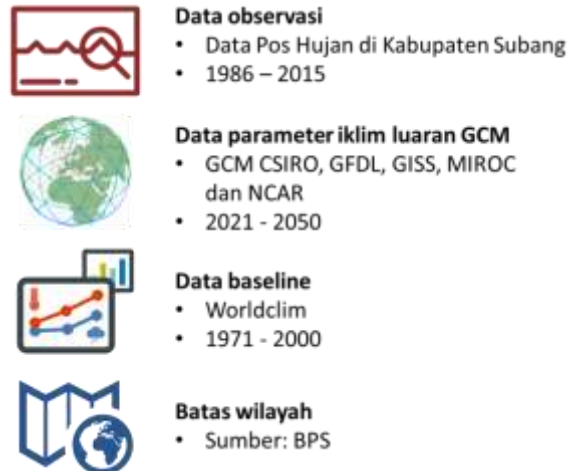 Data observasi
• Data Pos Hujan di Kabupaten Subang
• 1986 – 2015
Data parameter iklim luaran GCM
• GCM CSIRO, GFDL, GISS, MIROC
dan NCAR
• 2021 - 2050
Data baseline
• Worldclim
• 1971 - 2000
Batas wilayah
• Sumber: BPS